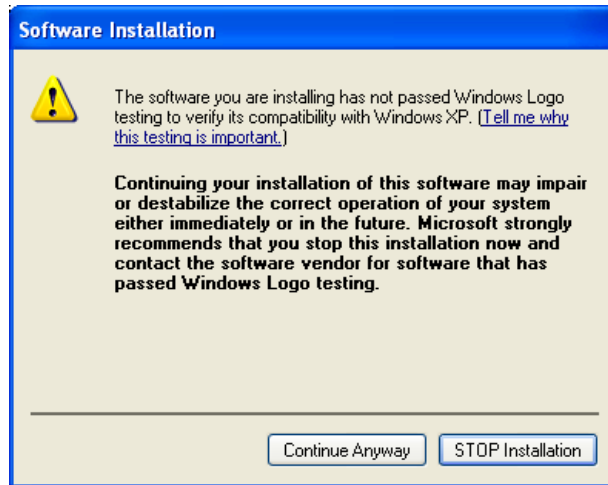 Software Installation
The software you are installing has not passed Windows Logo
testing to verify its compatibility with Windows XP. (Tell me why
this testing is important.)
Continuing your installation of this software may impair
or destabilize the correct operation of your system
either immediately or in the future. Microsoft strongly
recommends that you stop this installation now and
contact the software vendor for software that has
passed Windows Logo testing.
Continue Anyway
STOP Installation